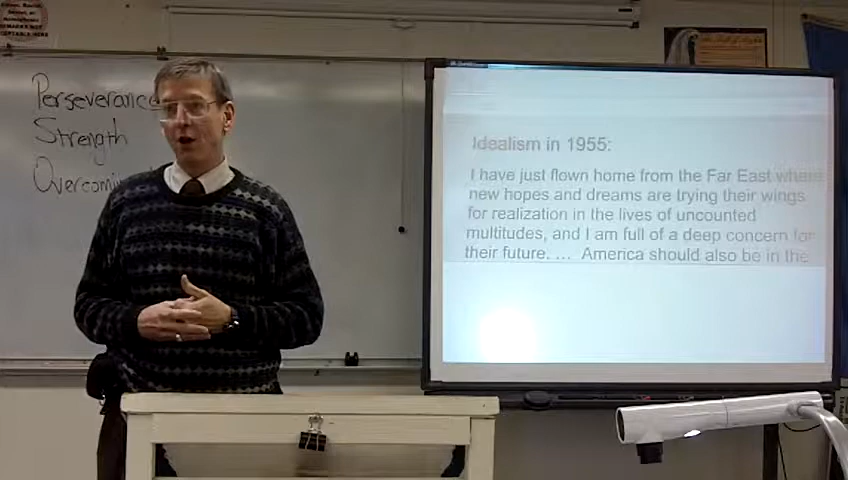 Perseverance
Strength
Overcoming
Idealism in 1955:
I have just flown home from the Far East where
new hopes and dreams are trying their wings
for realization in the lives of uncounted
multitudes, and I am full of a deep concern for
their future. ... America should also be in the